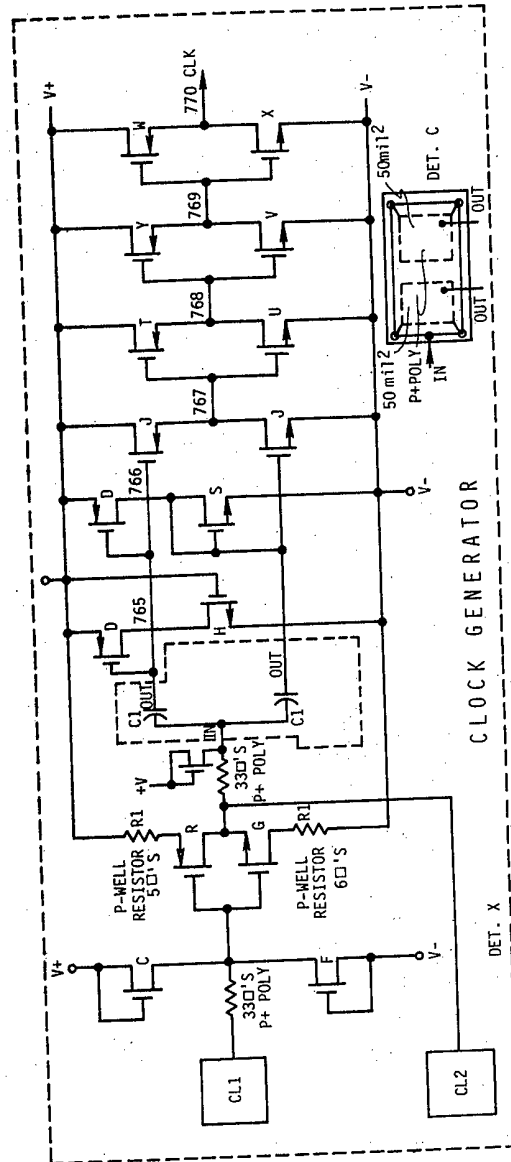 V+
V+
CL1
33□'S
P+ POLY
C
F
V-
P-WELL
RESISTOR
5□'S
R1
R
G
R1
P-WELL
RESISTOR
6□'S
+V
33□'S
P+ POLY
IN
C1
OUT
OUT
C1
D
765
H
D
766
S
V-
J
767
J
T
768
U
Y
769
V
W
770 CLK
X
V-
CL2
DET. X
CLOCK GENERATOR
50 mil²
P+POLY
IN
OUT
50mil²
DET. C
OUT